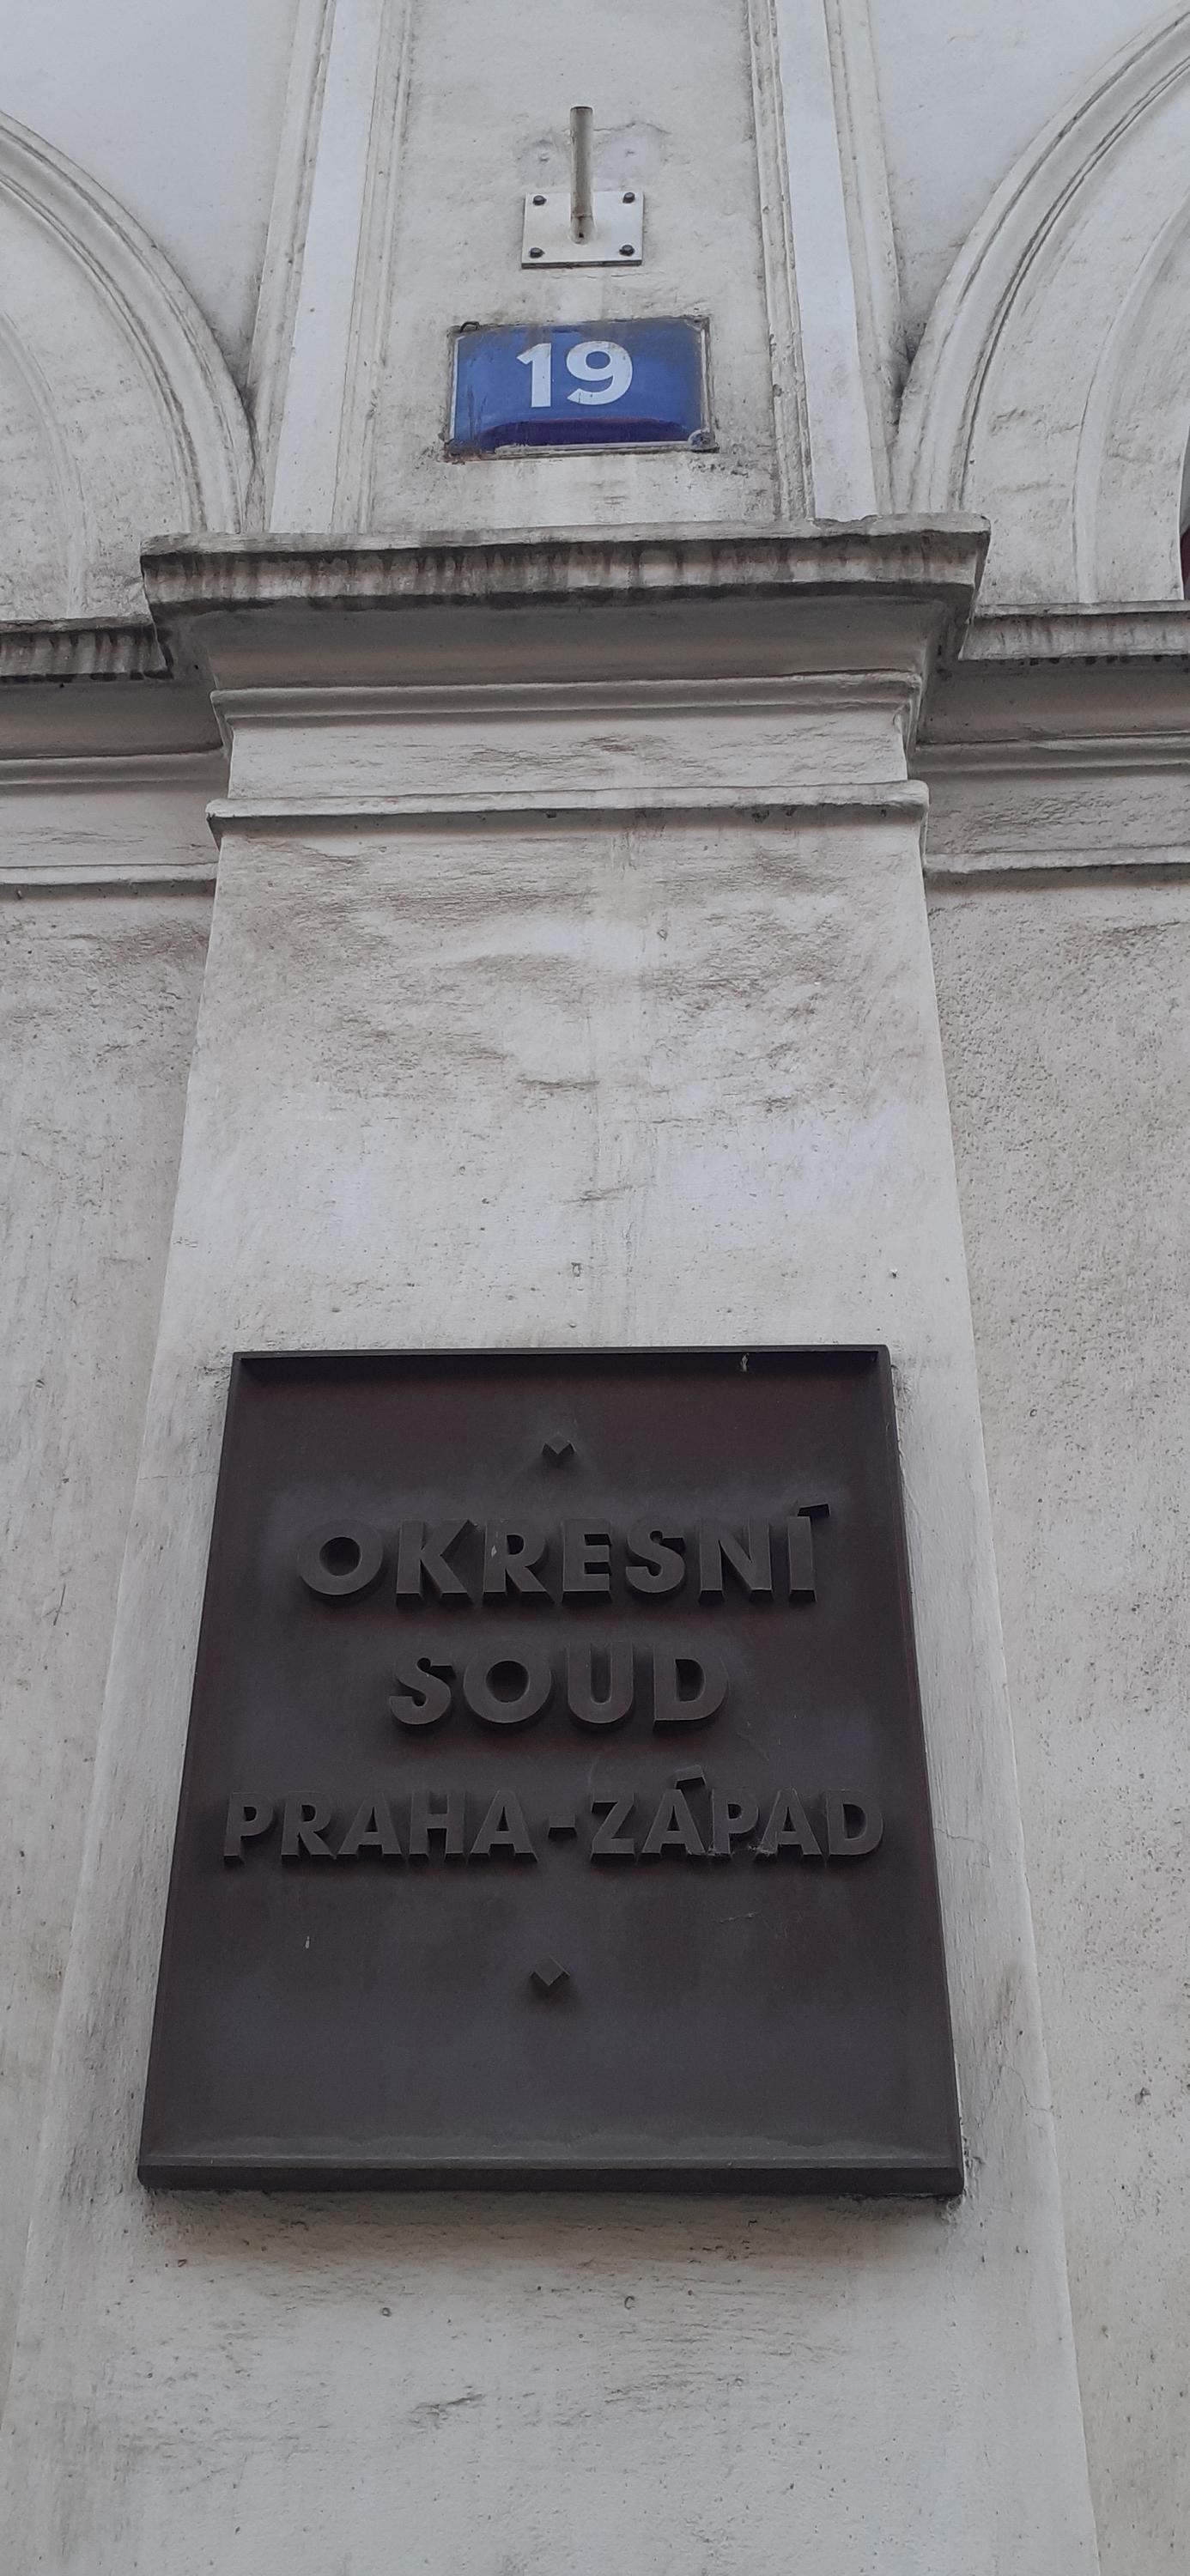 19
OKRESNÍ
SOUD
PRAHA-ZÁPAD